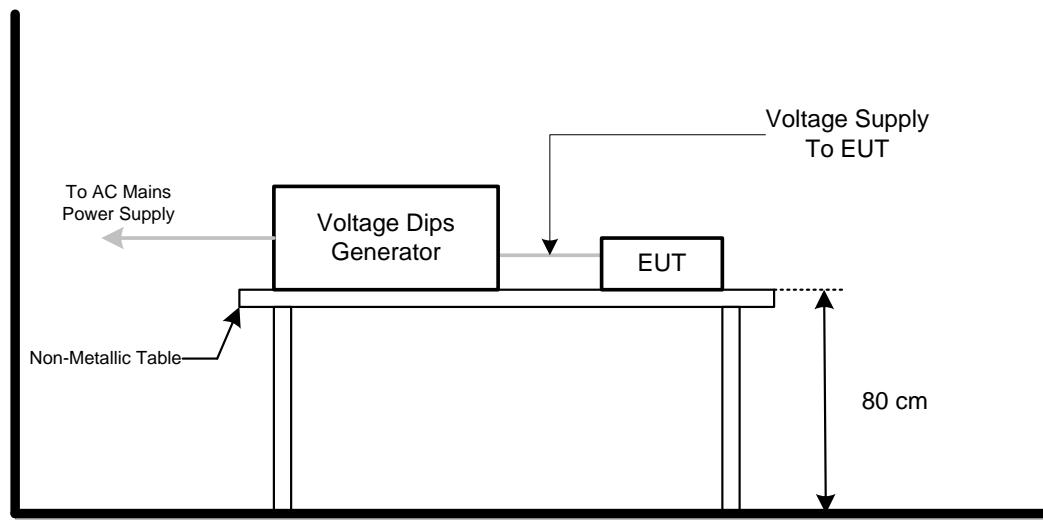 Voltage Supply
To EUT
To AC Mains
Power Supply
Voltage Dips
Generator
EUT
Non-Metallic Table
80 cm